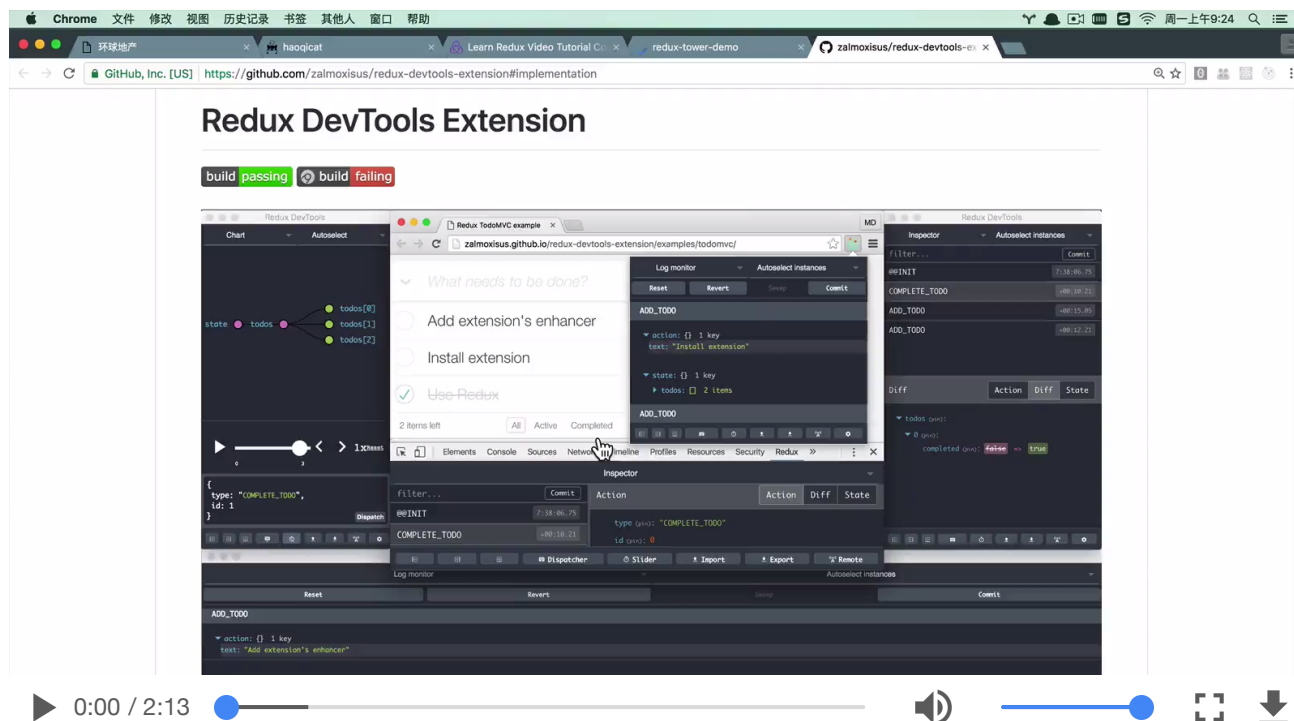 Chrome 文件 修改 视图 历史记录 书签 其他人 窗口 帮助 周一上午9:24
环球地产 haoqicat Learn Redux Video Tutorial Co redux-tower-demo zalmoxisus/redux-devtools-ex
GitHub, Inc. [US] https://github.com/zalmoxisus/redux-devtools-extension#implementation
Redux DevTools Extension
build passing build failing
Redux DevTools
Chart Autoselect
state todos
todos[0]
todos[1]
todos[2]
1x
0 3
{
type: "COMPLETE_TODO",
id: 1
}
Dispatch
Redux TodoMVC example MD
zalmoxisus.github.io/redux-devtools-extension/examples/todomvc/
What needs to be done?
Add extension's enhancer
Install extension
Use Redux
2 items left All Active Completed
Log monitor Autoselect instances
Reset Revert Sweep Commit
ADD_TODO
action: {} 1 key
text: "Install extension"
state: {} 1 key
todos: [] 2 items
ADD_TODO
Elements Console Sources Timeline Profiles Resources Security Redux »
Inspector
filter... Commit
@@INIT 7:38:06.75
COMPLETE_TODO +00:10.21
Action Action Diff State
type (pin): "COMPLETE_TODO"
id (pin): 0
Dispatcher Slider Import Export Remote
Redux DevTools
Inspector Autoselect instances
filter... Commit
@@INIT 7:38:06.75
COMPLETE_TODO +00:10.21
ADD_TODO +00:15.05
ADD_TODO +00:12.21
Diff Action Diff State
todos (pin):
0 (pin):
completed (pin): false => true
Log monitor Autoselect instances
Reset Revert Sweep Commit
ADD_TODO
action: {} 1 key
text: "Add extension's enhancer"
0:00 / 2:13